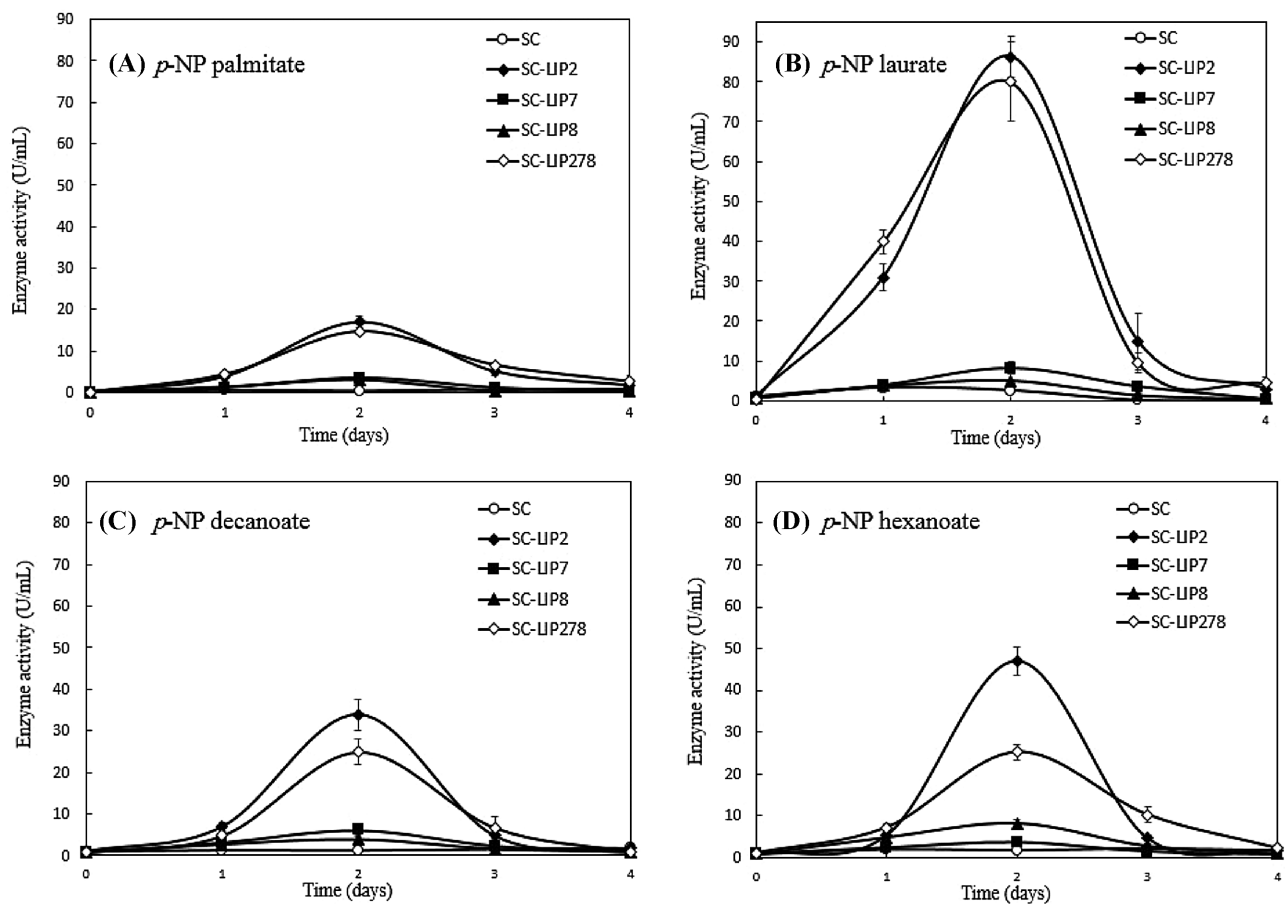 (A) p-NP palmitate
Enzyme activity (U/mL)
90
80
70
60
50
40
30
20
10
0
0 1 2 3 4
Time (days)
SC
SC-LIP2
SC-LIP7
SC-LIP8
SC-LIP278
(B) p-NP laurate
Enzyme activity (U/mL)
90
80
70
60
50
40
30
20
10
0
0 1 2 3 4
Time (days)
SC
SC-LIP2
SC-LIP7
SC-LIP8
SC-LIP278
(C) p-NP decanoate
Enzyme activity (U/mL)
90
80
70
60
50
40
30
20
10
0
0 1 2 3 4
Time (days)
SC
SC-LIP2
SC-LIP7
SC-LIP8
SC-LIP278
(D) p-NP hexanoate
Enzyme activity (U/mL)
90
80
70
60
50
40
30
20
10
0
0 1 2 3 4
Time (days)
SC
SC-LIP2
SC-LIP7
SC-LIP8
SC-LIP278